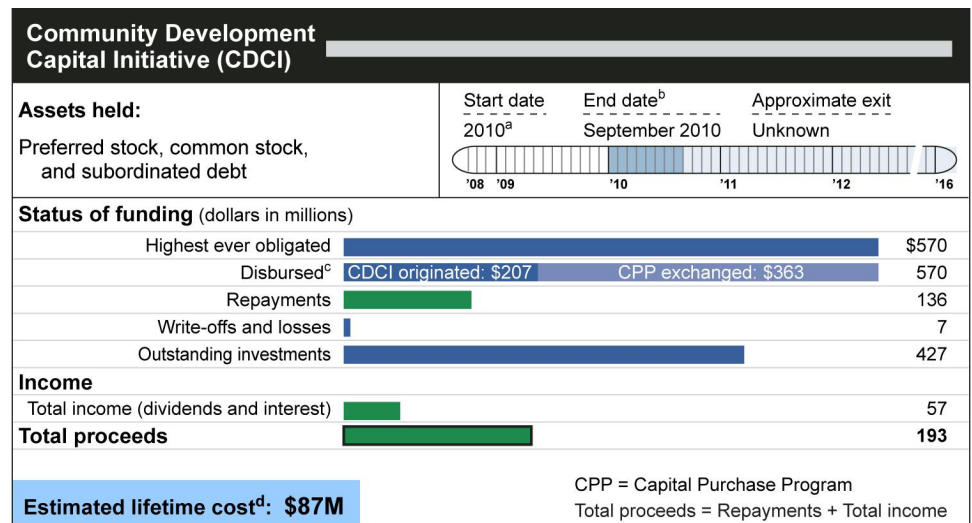 Community Development
Capital Initiative (CDCI)
Assets held:
Preferred stock, common stock,
and subordinated debt
Start date
2010a
End dateb
September 2010
Approximate exit
Unknown
'08 '09 '10 '11 '12 '16
Status of funding (dollars in millions)
Highest ever obligated $570
Disbursedc CDCI originated: $207 CPP exchanged: $363 570
Repayments 136
Write-offs and losses 7
Outstanding investments 427
Income
Total income (dividends and interest) 57
Total proceeds 193
Estimated lifetime costd: $87M
CPP = Capital Purchase Program
Total proceeds = Repayments + Total income